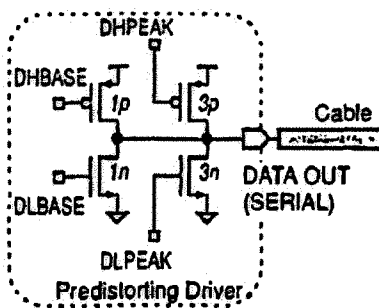 DHPEAK
DHBASE
1p
3p
Cable
1n
3n
DATA OUT
(SERIAL)
DLBASE
DLPEAK
Predistorting Driver